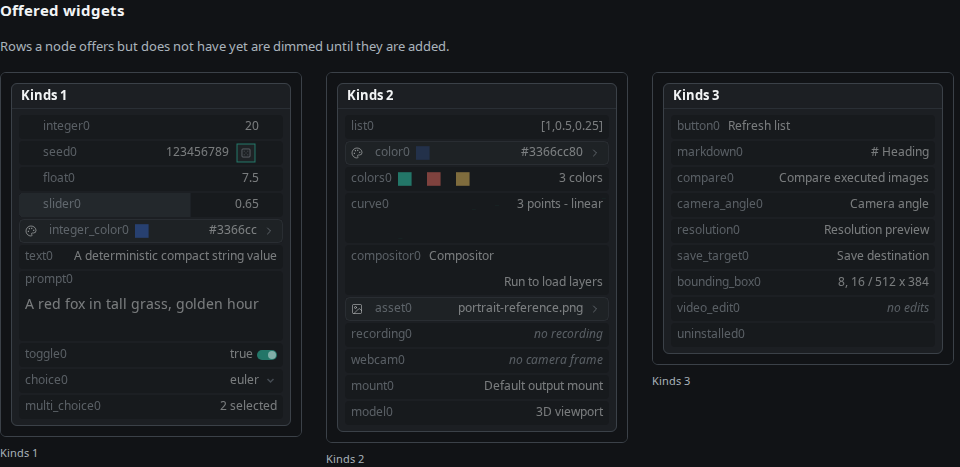 Offered widgets
Rows a node offers but does not have yet are dimmed until they are added.
Kinds 1
integer0 20
seed0 123456789
float0 7.5
slider0 0.65
integer_color0 #3366cc
text0 A deterministic compact string value
prompt0
A red fox in tall grass, golden hour
toggle0 true
choice0 euler
multi_choice0 2 selected
Kinds 1
Kinds 2
list0 [1,0.5,0.25]
color0 #3366cc80
colors0 3 colors
curve0 3 points - linear
compositor0 Compositor
Run to load layers
asset0 portrait-reference.png
recording0 no recording
webcam0 no camera frame
mount0 Default output mount
model0 3D viewport
Kinds 2
Kinds 3
button0 Refresh list
markdown0 # Heading
compare0 Compare executed images
camera_angle0 Camera angle
resolution0 Resolution preview
save_target0 Save destination
bounding_box0 8, 16 / 512 x 384
video_edit0 no edits
uninstalled0
Kinds 3